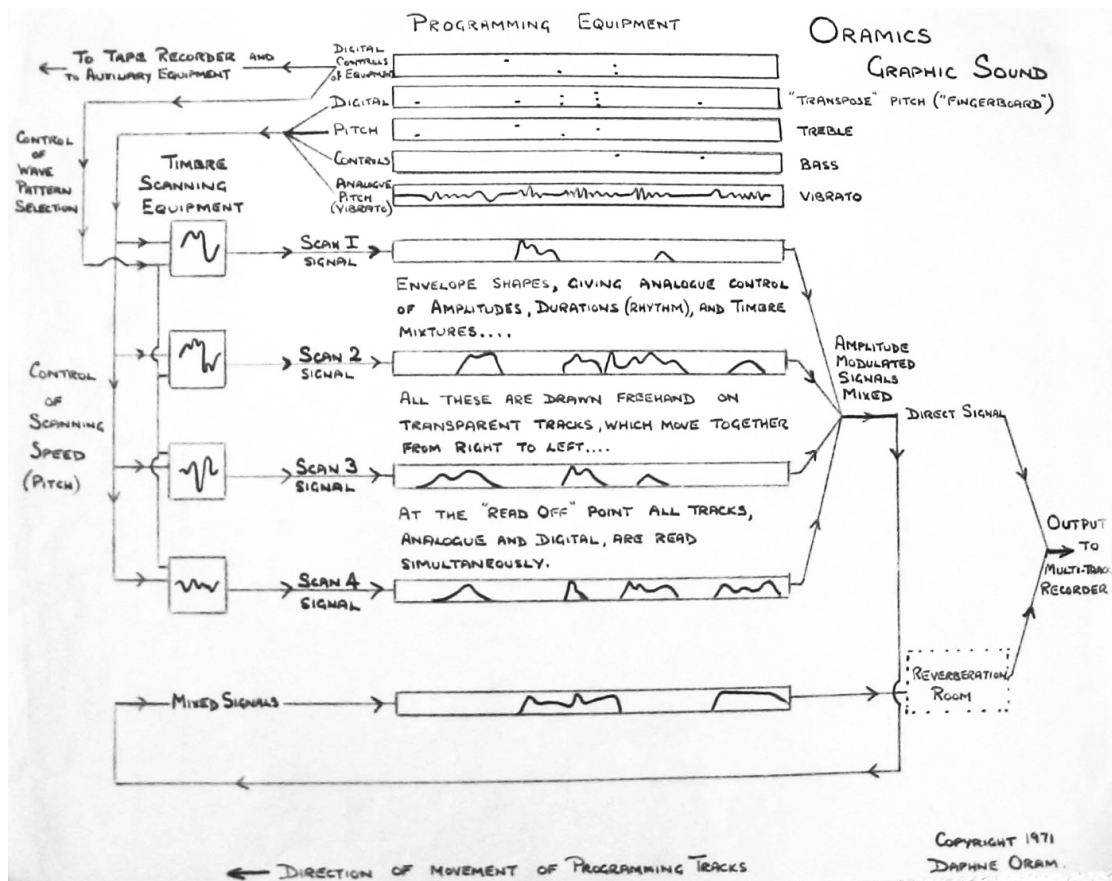 PROGRAMMING EQUIPMENT
ORAMICS
GRAPHIC SOUND
TO TAPE RECORDER AND
TO AUXILIARY EQUIPMENT
DIGITAL
CONTROLS
OF EQUIPMENT
DIGITAL
"TRANSPOSE" PITCH ("FINGERBOARD")
PITCH
TREBLE
CONTROLS
BASS
ANALOGUE
PITCH
(VIBRATO)
VIBRATO
CONTROL
OF
WAVE
PATTERN
SELECTION
TIMBRE
SCANNING
EQUIPMENT
SCAN I
SIGNAL
ENVELOPE SHAPES, GIVING ANALOGUE CONTROL
OF AMPLITUDES, DURATIONS (RHYTHM), AND TIMBRE
MIXTURES....
SCAN 2
SIGNAL
AMPLITUDE
MODULATED
SIGNALS
MIXED
CONTROL
OF
SCANNING
SPEED
(PITCH)
ALL THESE ARE DRAWN FREEHAND ON
TRANSPARENT TRACKS, WHICH MOVE TOGETHER
FROM RIGHT TO LEFT....
DIRECT SIGNAL
SCAN 3
SIGNAL
AT THE "READ OFF" POINT ALL TRACKS,
ANALOGUE AND DIGITAL, ARE READ
SIMULTANEOUSLY.
OUTPUT
TO
MULTI-TRACK
RECORDER
SCAN 4
SIGNAL
MIXED SIGNALS
REVERBERATION
ROOM
COPYRIGHT 1971
DAPHNE ORAM.
DIRECTION OF MOVEMENT OF PROGRAMMING TRACKS